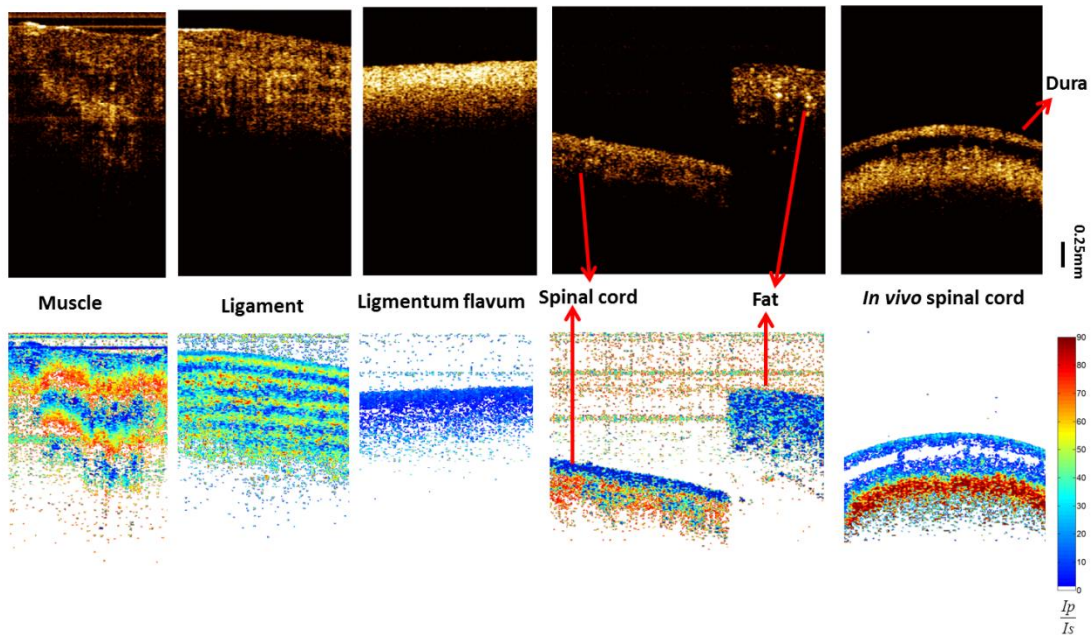 Dura
0.25mm
Muscle
Ligament
Ligmentum flavum
Spinal cord
Fat
In vivo spinal cord
90
80
70
60
50
40
30
20
10
0
Ip
Is